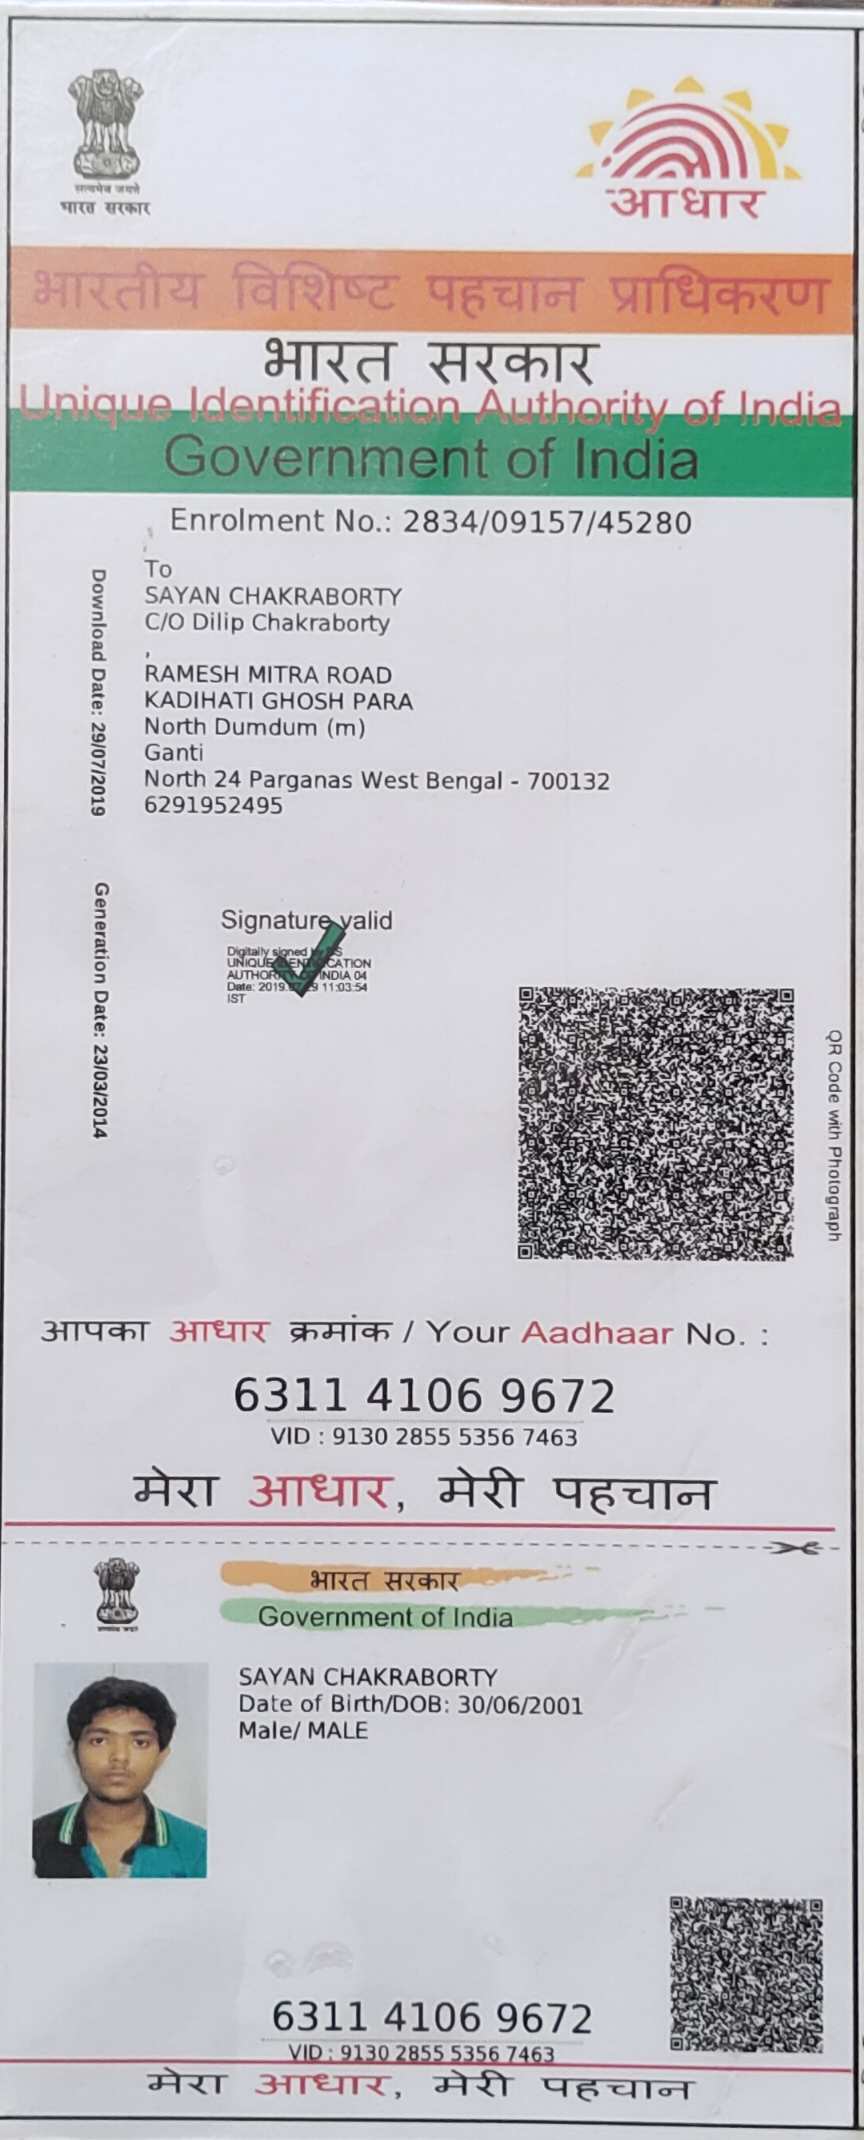 सत्यमेव जयते
भारत सरकार
आधार
भारतीय विशिष्ट पहचान प्राधिकरण
भारत सरकार
Unique Identification Authority of India
Government of India
Enrolment No.: 2834/09157/45280
Download Date: 29/07/2019
Generation Date: 23/03/2014
To
SAYAN CHAKRABORTY
C/O Dilip Chakraborty
,
RAMESH MITRA ROAD
KADIHATI GHOSH PARA
North Dumdum (m)
Ganti
North 24 Parganas West Bengal - 700132
6291952495
Signature valid
Digitally signed
UNIQUE
AUTHORITY OF INDIA 04
Date: 2019. 11:03:54
IST
QR Code with Photograph
आपका आधार क्रमांक / Your Aadhaar No. :
6311 4106 9672
VID : 9130 2855 5356 7463
मेरा आधार, मेरी पहचान
भारत सरकार
Government of India
SAYAN CHAKRABORTY
Date of Birth/DOB: 30/06/2001
Male/ MALE
6311 4106 9672
VID : 9130 2855 5356 7463
मेरा आधार, मेरी पहचान